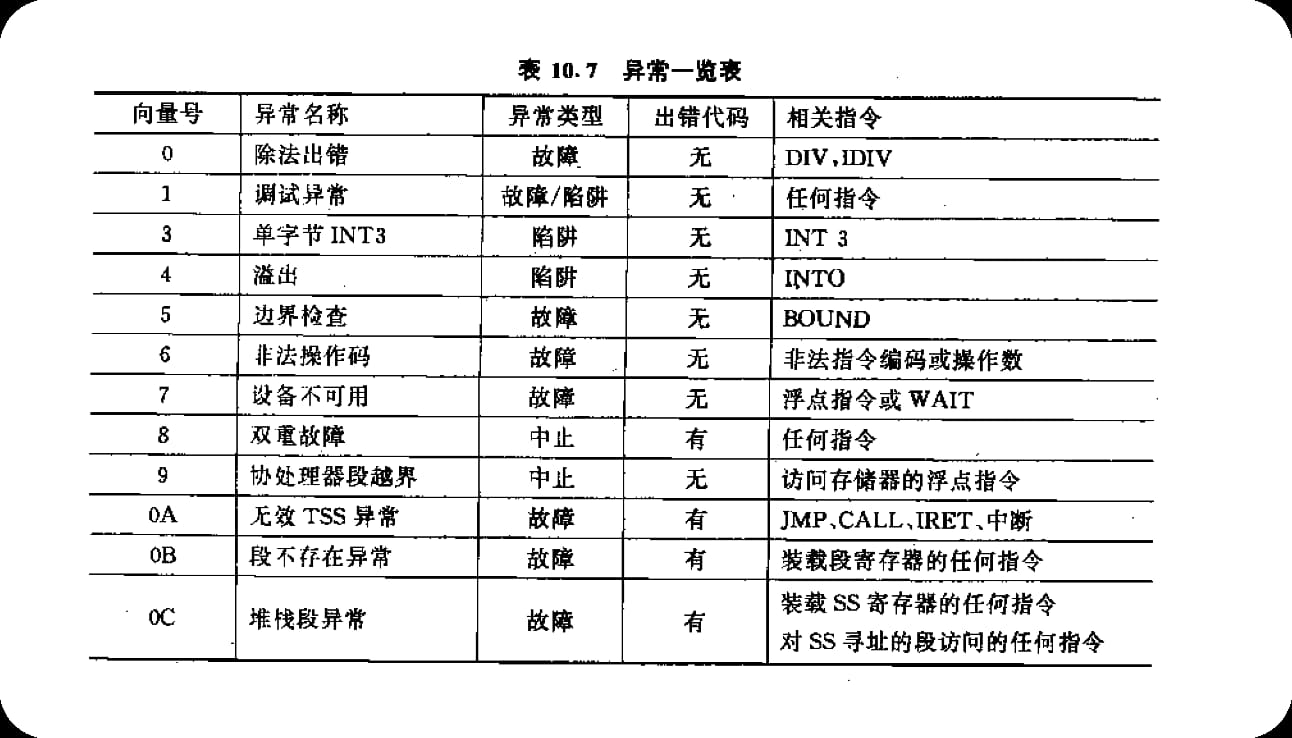 表 10.7 异常一览表
向量号 异常名称 异常类型 出错代码 相关指令
0 除法出错 故障 无 DIV,IDIV
1 调试异常 故障/陷阱 无 任何指令
3 单字节 INT3 陷阱 无 INT 3
4 溢出 陷阱 无 INTO
5 边界检查 故障 无 BOUND
6 非法操作码 故障 无 非法指令编码或操作数
7 设备不可用 故障 无 浮点指令或 WAIT
8 双重故障 中止 有 任何指令
9 协处理器段越界 中止 无 访问存储器的浮点指令
0A 无效 TSS 异常 故障 有 JMP、CALL、IRET、中断
0B 段不存在异常 故障 有 装载段寄存器的任何指令
0C 堆栈段异常 故障 有 装载 SS 寄存器的任何指令
对 SS 寻址的段访问的任何指令